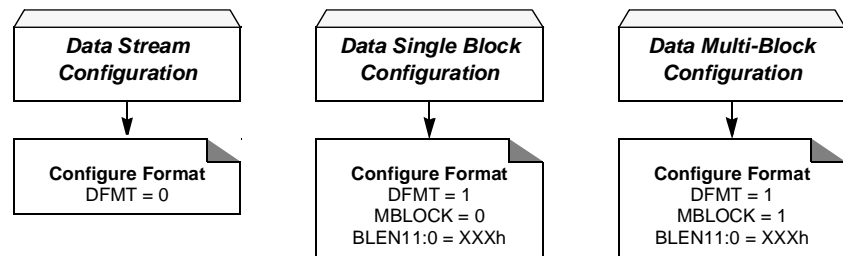 Data Stream
Configuration
Configure Format
DFMT = 0
Data Single Block
Configuration
Configure Format
DFMT = 1
MBLOCK = 0
BLEN11:0 = XXXh
Data Multi-Block
Configuration
Configure Format
DFMT = 1
MBLOCK = 1
BLEN11:0 = XXXh